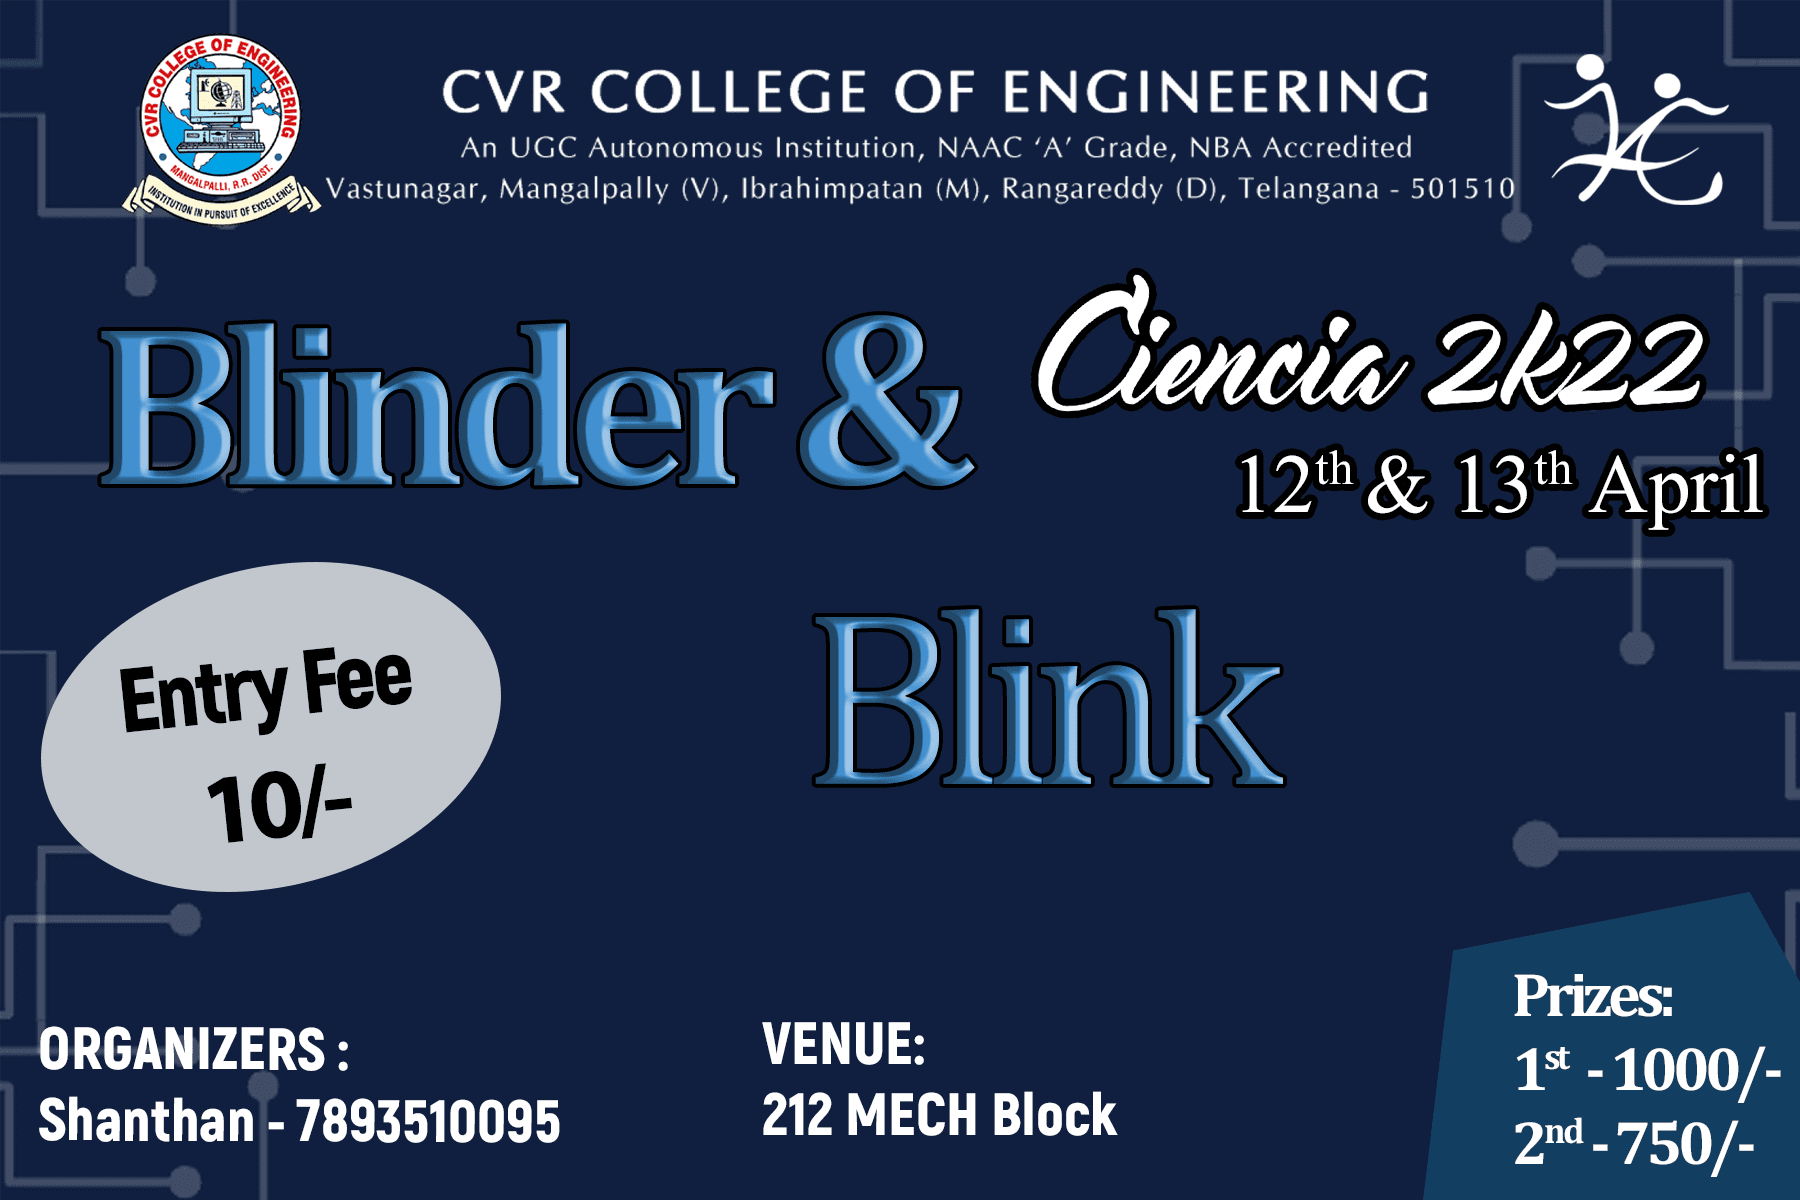 CVR COLLEGE OF ENGINEERING
MANGALPALLI, R.R. DIST.
INSTITUTION IN PURSUIT OF EXCELLENCE
CVR COLLEGE OF ENGINEERING
An UGC Autonomous Institution, NAAC ‘A’ Grade, NBA Accredited
Vastunagar, Mangalpally (V), Ibrahimpatan (M), Rangareddy (D), Telangana - 501510
Blinder &
Ciencia 2k22
12th & 13th April
Blink
Entry Fee
10/-
ORGANIZERS :
Shanthan - 7893510095
VENUE:
212 MECH Block
Prizes:
1st - 1000/-
2nd - 750/-